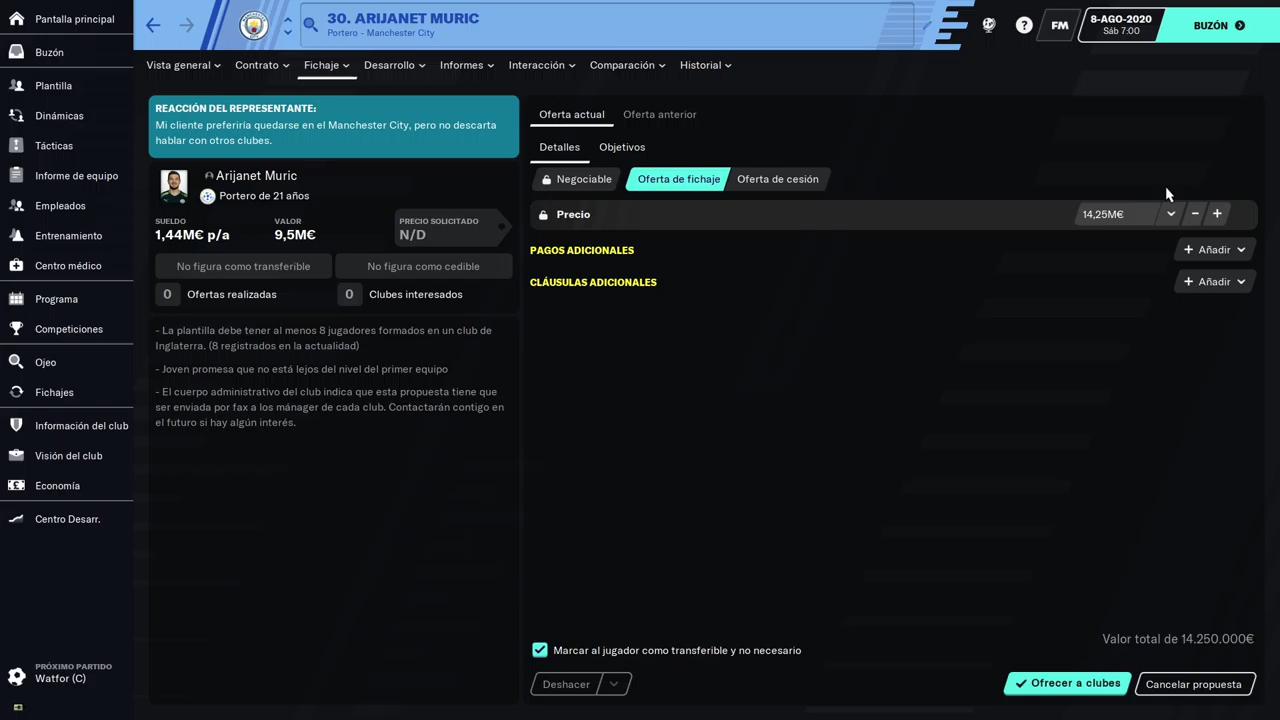 Pantalla principal
Buzón
Plantilla
Dinámicas
Tácticas
Informe de equipo
Empleados
Entrenamiento
Centro médico
Programa
Competiciones
Ojeo
Fichajes
Información del club
Visión del club
Economía
Centro Desarr.
PRÓXIMO PARTIDO
Watfor (C)
30. ARIJANET MURIC
Portero - Manchester City
FM
8-AGO-2020
Sáb 7:00
BUZÓN
Vista general
Contrato
Fichaje
Desarrollo
Informes
Interacción
Comparación
Historial
REACCIÓN DEL REPRESENTANTE:
Mi cliente preferiría quedarse en el Manchester City, pero no descarta
hablar con otros clubes.
Arijanet Muric
Portero de 21 años
SUELDO
1,44M€ p/a
VALOR
9,5M€
PRECIO SOLICITADO
N/D
No figura como transferible
No figura como cedible
0 Ofertas realizadas
0 Clubes interesados
- La plantilla debe tener al menos 8 jugadores formados en un club de
Inglaterra. (8 registrados en la actualidad)
- Joven promesa que no está lejos del nivel del primer equipo
- El cuerpo administrativo del club indica que esta propuesta tiene que
ser enviada por fax a los mánager de cada club. Contactarán contigo en
el futuro si hay algún interés.
Oferta actual
Oferta anterior
Detalles
Objetivos
Negociable
Oferta de fichaje
Oferta de cesión
Precio
14,25M€
PAGOS ADICIONALES
+ Añadir
CLÁUSULAS ADICIONALES
+ Añadir
Marcar al jugador como transferible y no necesario
Valor total de 14.250.000€
Deshacer
Ofrecer a clubes
Cancelar propuesta